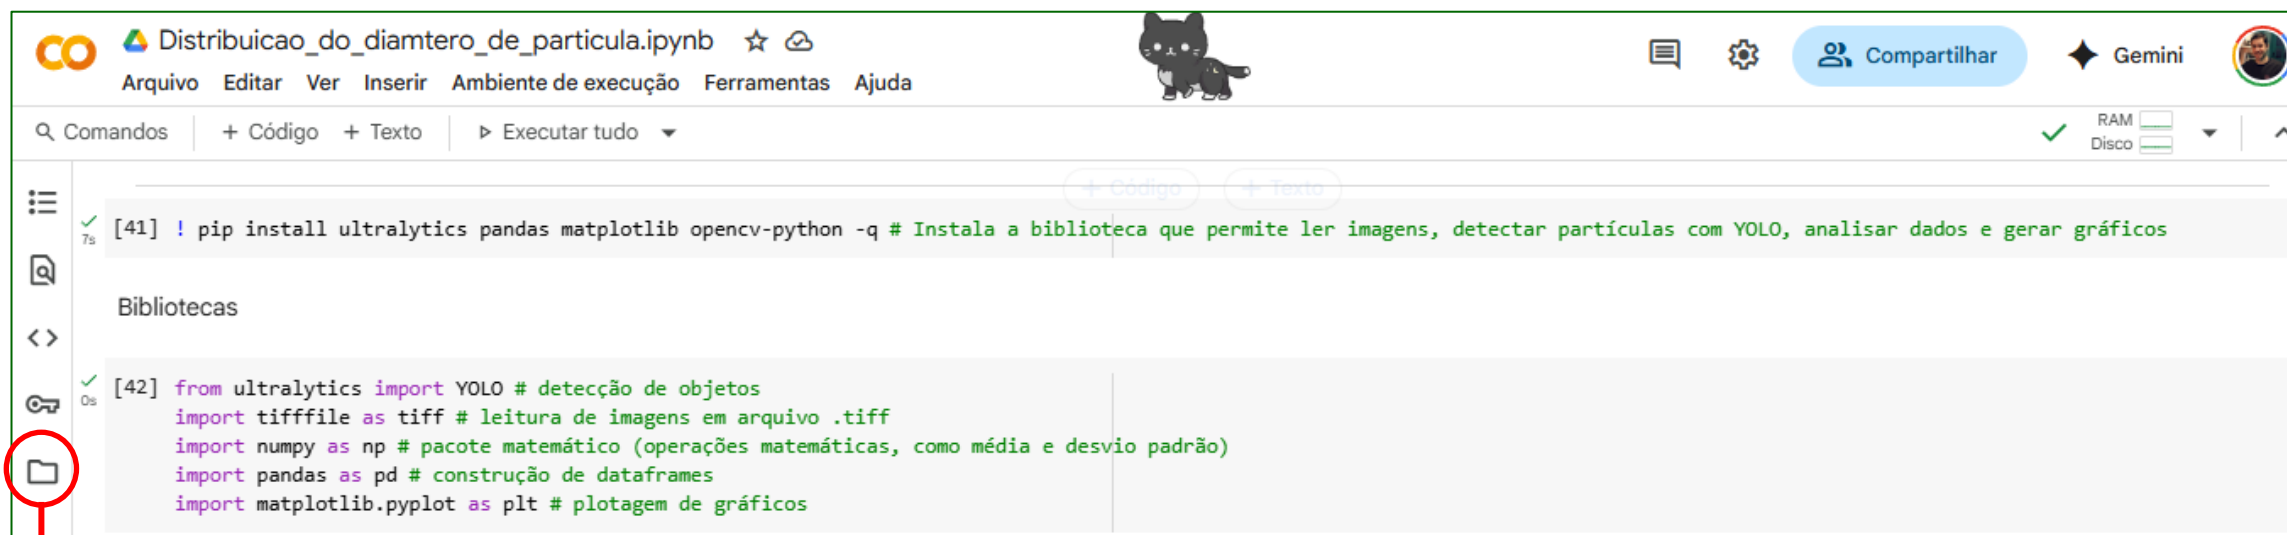 CO Distribuicao_do_diamtero_de_particula.ipynb
Arquivo Editar Ver Inserir Ambiente de execução Ferramentas Ajuda
Compartilhar Gemini
Comandos + Código + Texto Executar tudo
RAM
Disco
+ Código + Texto
[41] ! pip install ultralytics pandas matplotlib opencv-python -q # Instala a biblioteca que permite ler imagens, detectar partículas com YOLO, analisar dados e gerar gráficos
7s
Bibliotecas
[42] from ultralytics import YOLO # detecção de objetos
0s
import tifffile as tiff # leitura de imagens em arquivo .tiff
import numpy as np # pacote matemático (operações matemáticas, como média e desvio padrão)
import pandas as pd # construção de dataframes
import matplotlib.pyplot as plt # plotagem de gráficos